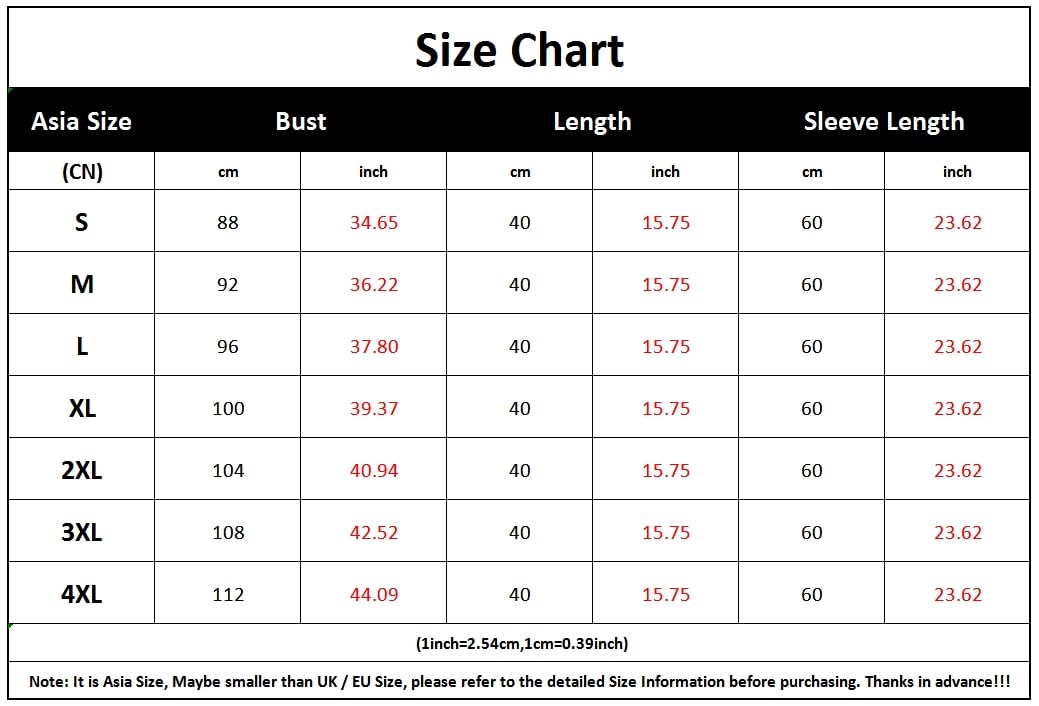 Size Chart
Asia Size Bust Length Sleeve Length
(CN) cm inch cm inch cm inch
S 88 34.65 40 15.75 60 23.62
M 92 36.22 40 15.75 60 23.62
L 96 37.80 40 15.75 60 23.62
XL 100 39.37 40 15.75 60 23.62
2XL 104 40.94 40 15.75 60 23.62
3XL 108 42.52 40 15.75 60 23.62
4XL 112 44.09 40 15.75 60 23.62
(1inch=2.54cm,1cm=0.39inch)
Note: It is Asia Size, Maybe smaller than UK / EU Size, please refer to the detailed Size Information before purchasing. Thanks in advance!!!